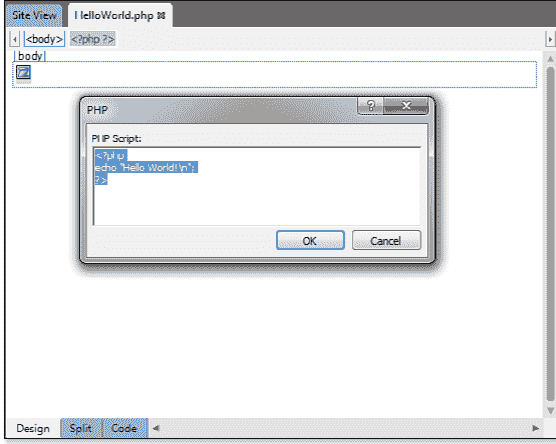 Site View HelloWorld.php
<body> <?php ?>
body
PHP
PHP Script:
<?php
echo "Hello World!\n";
?>
OK Cancel
Design Split Code